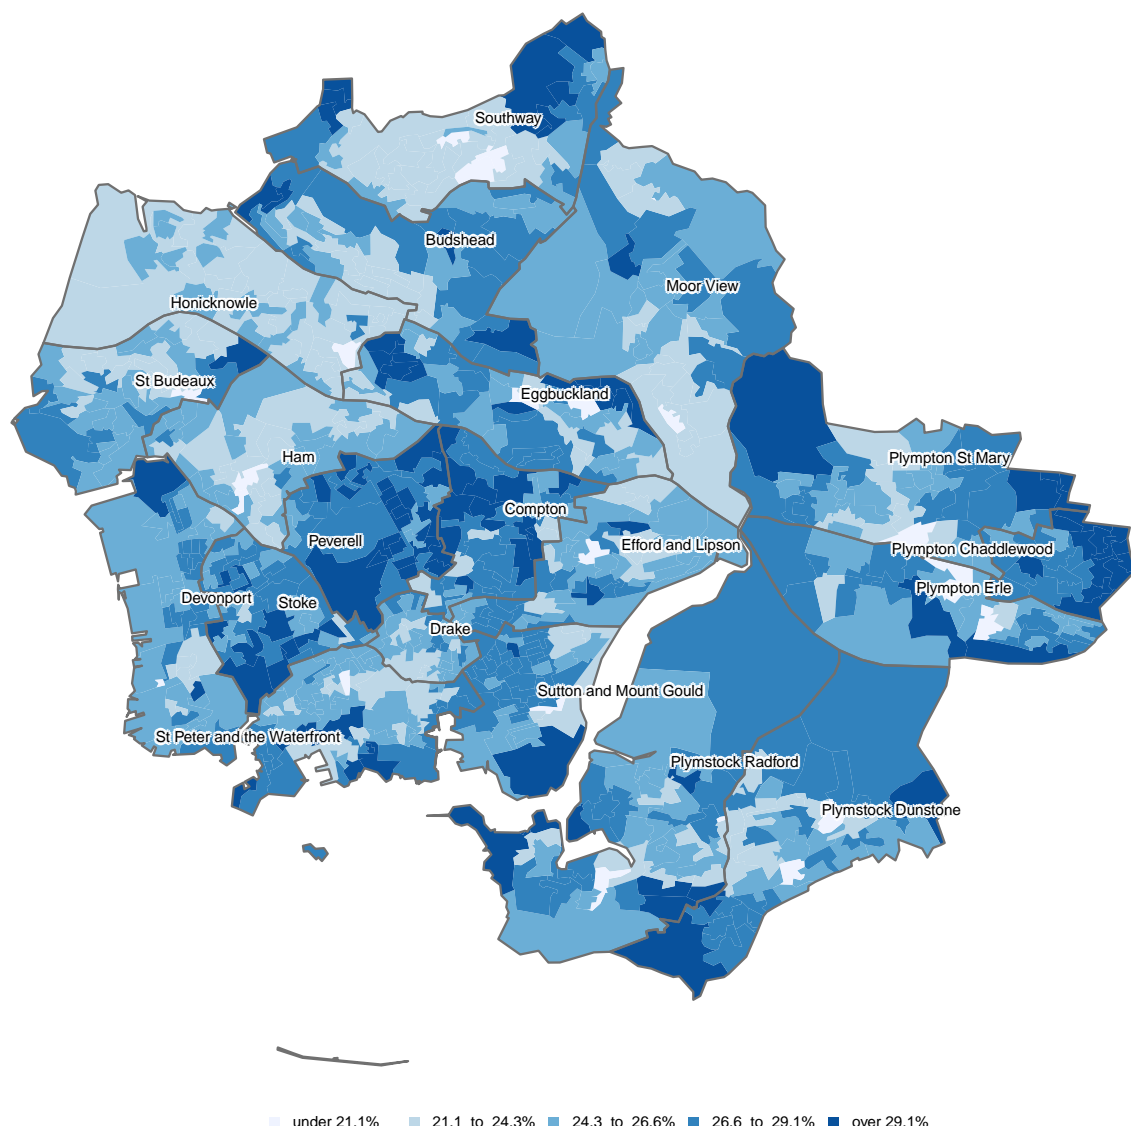 Southway
Budshead
Moor View
Honicknowle
St Budeaux
Eggbuckland
Ham
Plympton St Mary
Compton
Peverell
Efford and Lipson
Plympton Chaddlewood
Plympton Erle
Devonport
Stoke
Drake
Sutton and Mount Gould
St Peter and the Waterfront
Plymstock Radford
Plymstock Dunstone
under 21.1% 21.1 to 24.3% 24.3 to 26.6% 26.6 to 29.1% over 29.1%